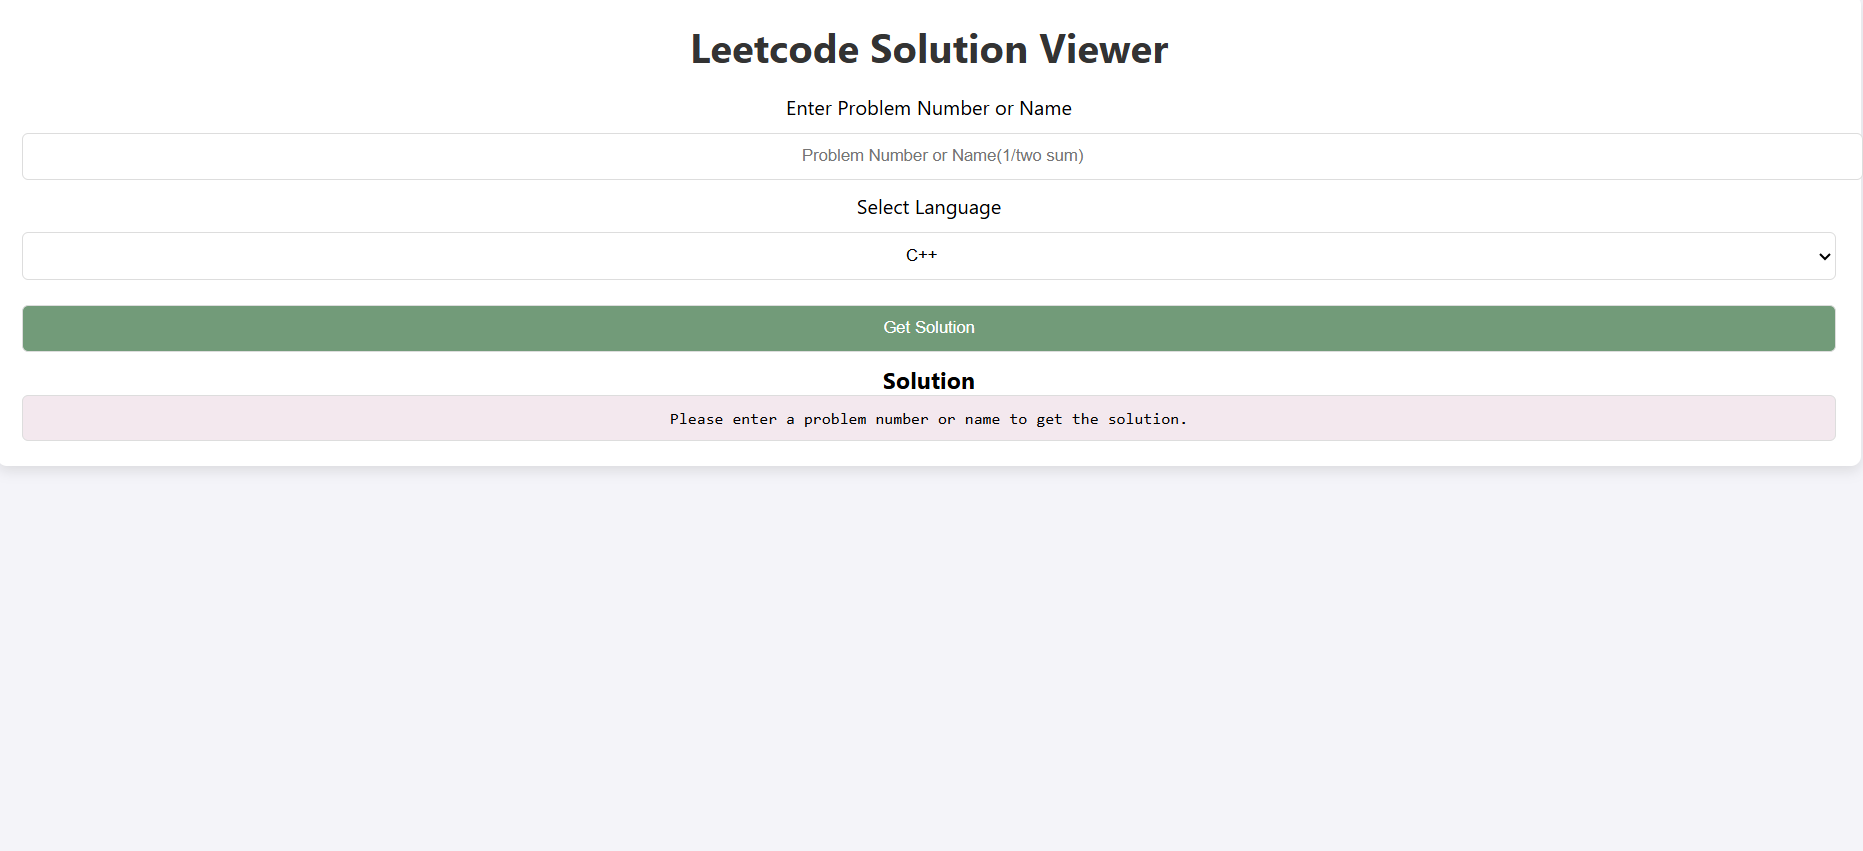 Leetcode Solution Viewer
Enter Problem Number or Name
Problem Number or Name(1/two sum)
Select Language
C++
Get Solution
Solution
Please enter a problem number or name to get the solution.